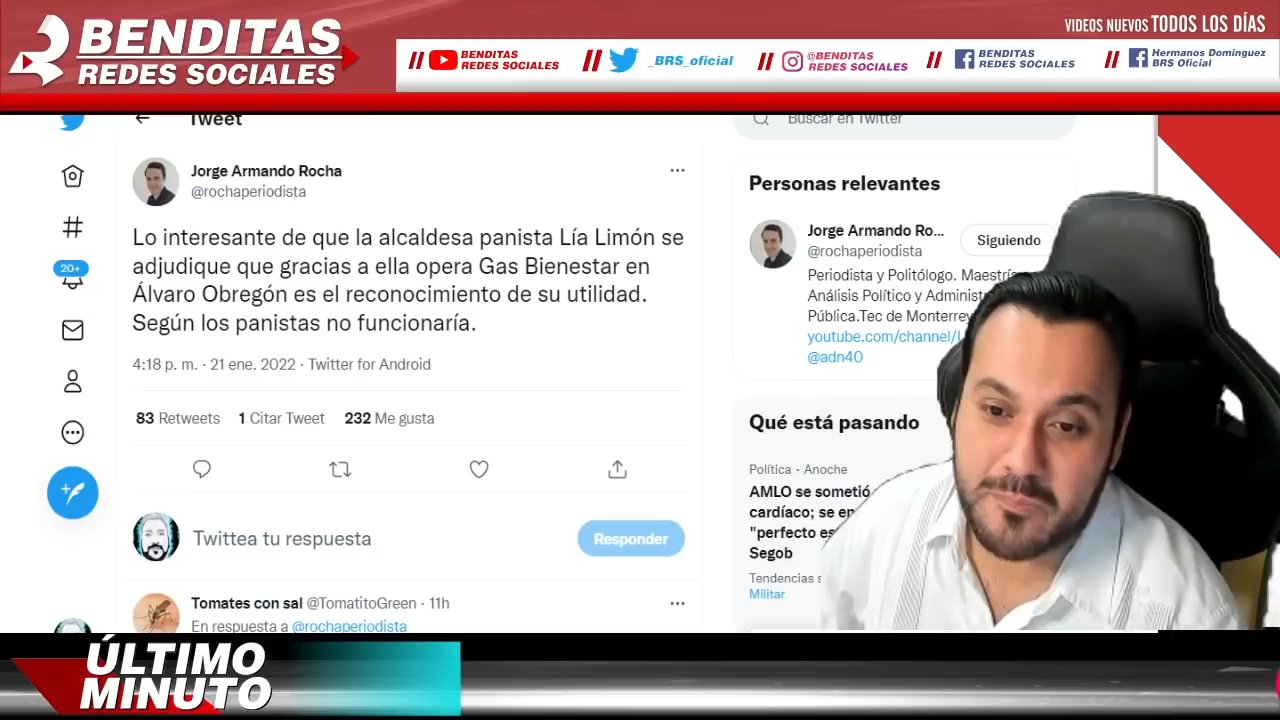 BENDITAS
REDES SOCIALES
VIDEOS NUEVOS TODOS LOS DÍAS
BENDITAS
REDES SOCIALES
_BRS_oficial
@BENDITAS
REDES SOCIALES
BENDITAS
REDES SOCIALES
Hermanos Dominguez
BRS Oficial
Tweet
Buscar en Twitter
Jorge Armando Rocha
@rochaperiodista
Lo interesante de que la alcaldesa panista Lía Limón se
adjudique que gracias a ella opera Gas Bienestar en
Álvaro Obregón es el reconocimiento de su utilidad.
Según los panistas no funcionaría.
4:18 p. m. · 21 ene. 2022 · Twitter for Android
83 Retweets 1 Citar Tweet 232 Me gusta
20+
Twittea tu respuesta
Responder
Tomates con sal @TomatitoGreen · 11h
En respuesta a @rochaperiodista
Personas relevantes
Jorge Armando Ro...
@rochaperiodista
Siguiendo
Periodista y Politólogo. Maestría
Análisis Político y Administ
Pública.Tec de Monterrey
youtube.com/channel/
@adn40
Qué está pasando
Política · Anoche
AMLO se sometió
cardíaco; se en
"perfecto es
Segob
Tendencias
Militar
ÚLTIMO
MINUTO